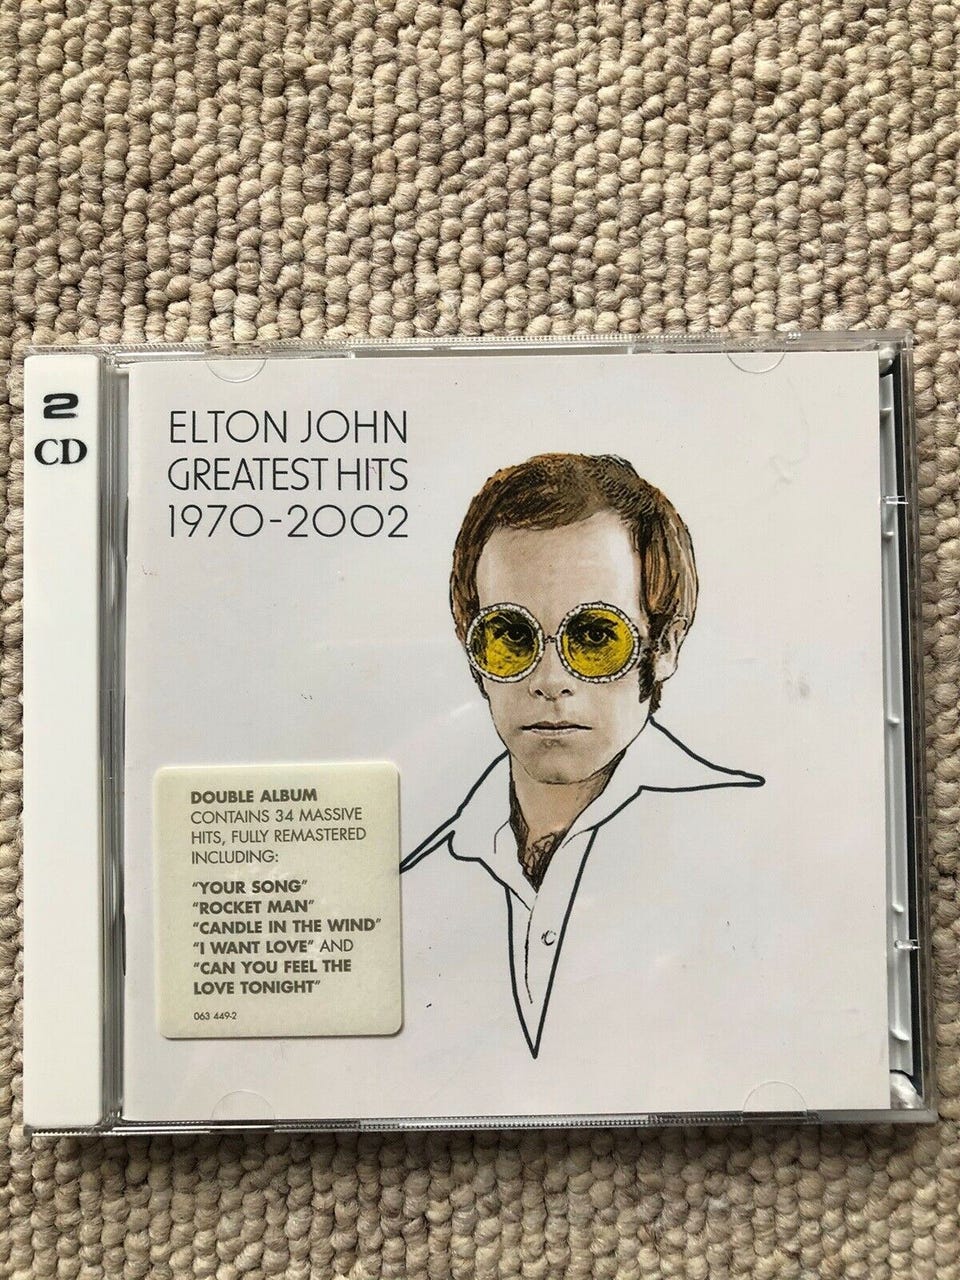 2
CD
ELTON JOHN
GREATEST HITS
1970-2002
DOUBLE ALBUM
CONTAINS 34 MASSIVE
HITS, FULLY REMASTERED
INCLUDING:
"YOUR SONG"
"ROCKET MAN"
"CANDLE IN THE WIND"
"I WANT LOVE" AND
"CAN YOU FEEL THE
LOVE TONIGHT"
063 449-2